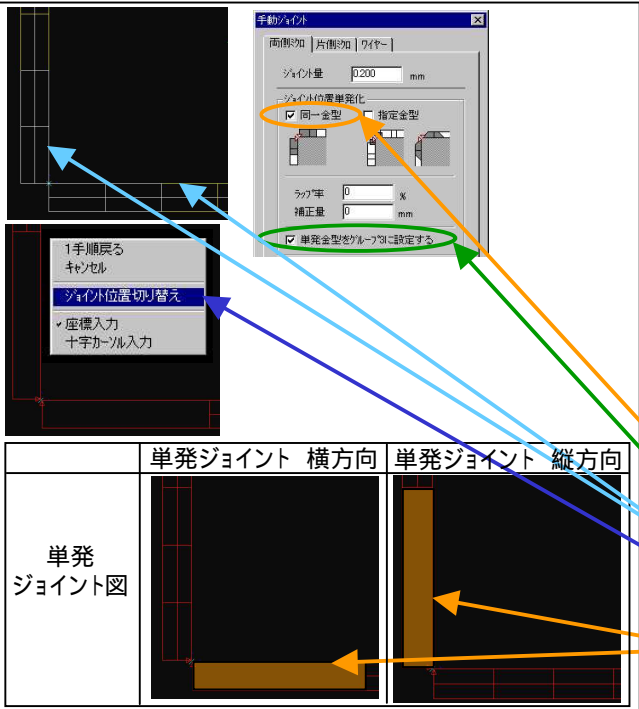 手動ジョイント
両側ミクロ 片側ミクロ ワイヤー
ジョイント量 0.200 mm
ジョイント位置単発化
同一金型 指定金型
ラップ率 0 %
補正量 0 mm
単発金型をグループ3に設定する
1手順戻る
キャンセル
ジョイント位置切り替え
座標入力
十字カーソル入力
単発ジョイント 横方向 単発ジョイント 縦方向
単発
ジョイント図